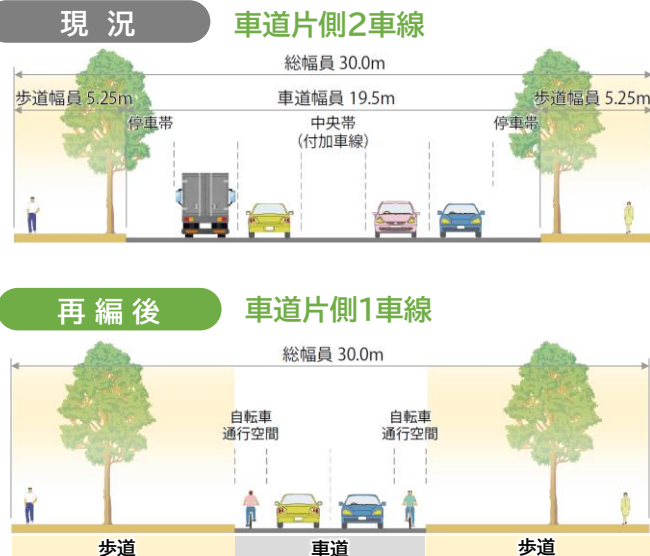 現況
車道片側2車線
総幅員 30.0m
歩道幅員 5.25m
車道幅員 19.5m
歩道幅員 5.25m
停車帯
中央帯
(付加車線)
停車帯
再編後
車道片側1車線
総幅員 30.0m
自転車
通行空間
自転車
通行空間
歩道
車道
歩道